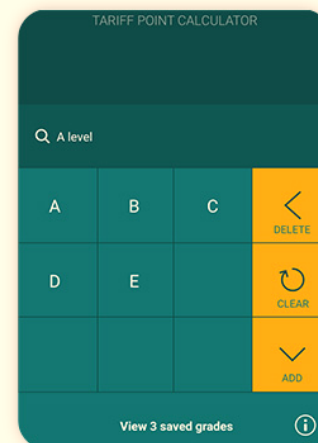 TARIFF POINT CALCULATOR
A level
A B C
DELETE
D E
CLEAR
ADD
View 3 saved grades